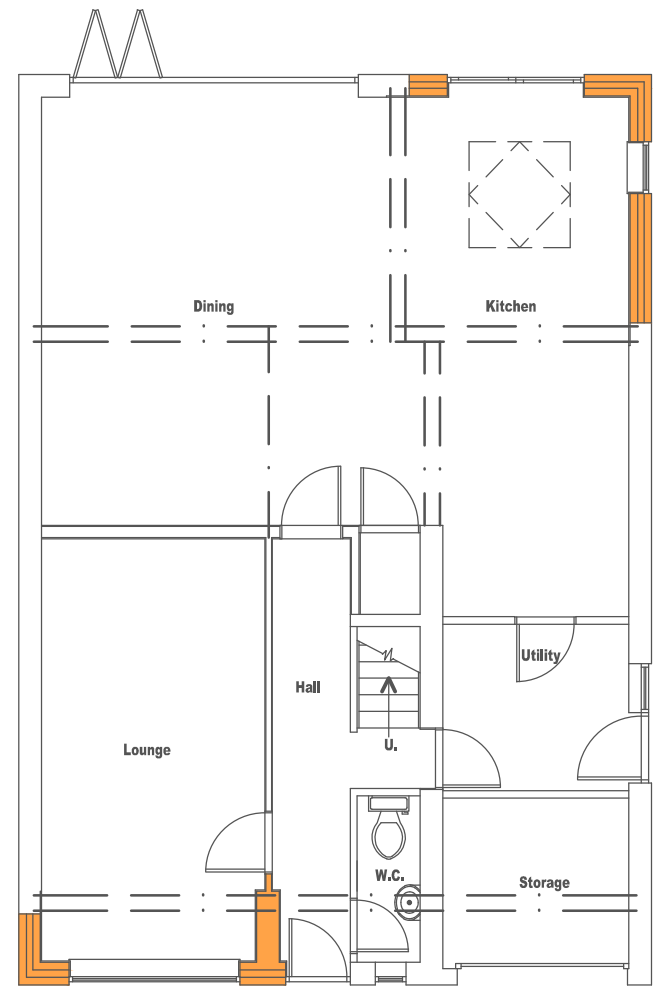 Dining
Kitchen
Utility
Hall
U.
Lounge
W.C.
Storage